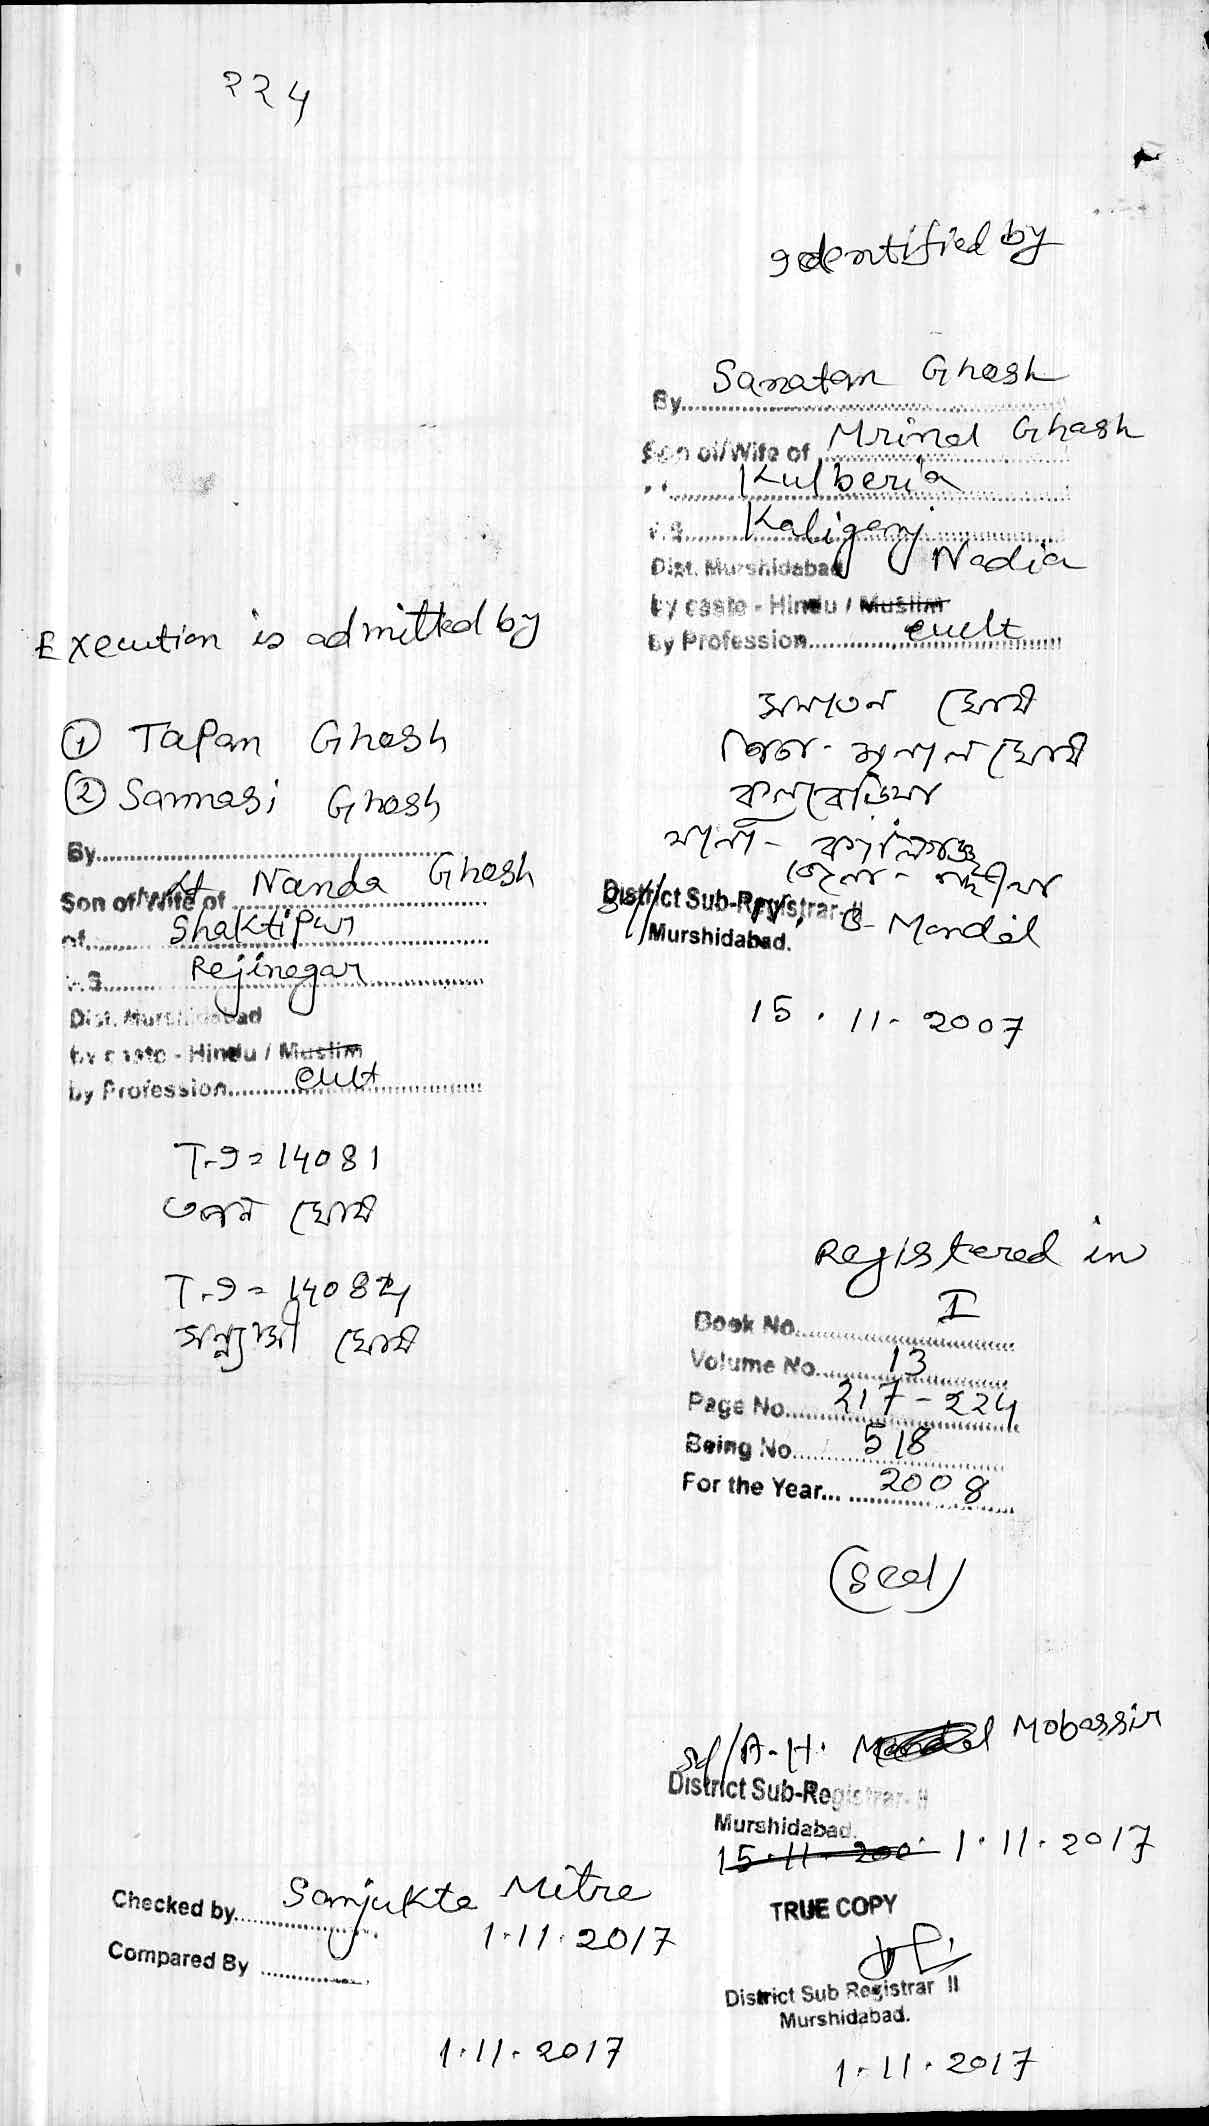 224
Execution is admitted by
① Tapan Ghosh
② Sannasi Ghosh
By
Son of/Wife of Lt Nanda Ghosh
of Shaktipur
P.S. Rejinagar
Dist. Murshidabad
by caste - Hindu / Muslim
by Profession cult
T.I = 14081
তপন ঘোষ
T.I = 14082
সন্ন্যাসী ঘোষ
Identified by
By Sanatan Ghosh
Son of/Wife of Mrinal Ghosh
Kulberia
P.S. Kaliganj
Dist. Murshidabad Nadia
by caste - Hindu / Muslim
by Profession cult
সনাতন ঘোষ
পিতা - মৃনাল ঘোষ
কুলবেড়িয়া
থানা - কালিগঞ্জ
জেলা - নদীয়া
Sd/ B. Mandal
District Sub-Registrar-II
Murshidabad.
15.11.2007
Registered in
Book No. I
Volume No. 13
Page No. 217-224
Being No. 518
For the Year... 2008
(Seal)
Sd/ A.H. Mobassir
District Sub-Registrar-II
Murshidabad.
15.11.200 1.11.2017
TRUE COPY
District Sub Registrar II
Murshidabad.
1.11.2017
Checked by Sanjukta Mitra
1.11.2017
Compared By
1.11.2017